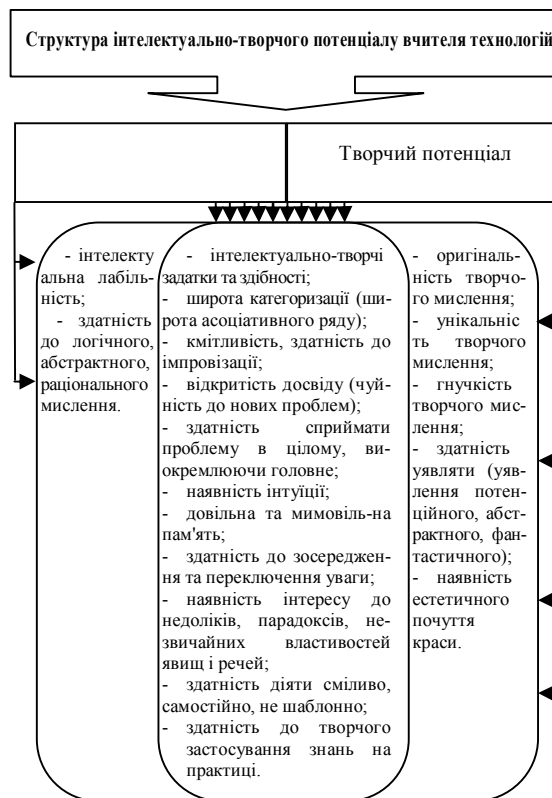 Структура інтелектуально-творчого потенціалу вчителя технологій
Творчий потенціал
- інтелекту
альна лабіль-
ність;
- здатність
до логічного,
абстрактного,
раціонального
мислення.
- інтелектуально-творчі
задатки та здібності;
- широта категоризації (ши-
рота асоціативного ряду);
- кмітливість, здатність до
імпровізації;
- відкритість досвіду (чуй-
ність до нових проблем);
- здатність сприймати
проблему в цілому, ви-
окремлюючи головне;
- наявність інтуїції;
- довільна та мимовіль-на
пам'ять;
- здатність до зосереджен-
ня та переключення уваги;
- наявність інтересу до
недоліків, парадоксів, не-
звичайних властивостей
явищ і речей;
- здатність діяти сміливо,
самостійно, не шаблонно;
- здатність до творчого
застосування знань на
практиці.
- оригіналь-
ність творчо-
го мислення;
- унікальніс
ть творчого
мислення;
- гнучкість
творчого мис-
лення;
- здатність
уявляти (уяв-
лення потен-
ційного, абст-
рактного, фан-
тастичного);
- наявність
естетичного
почуття
краси.